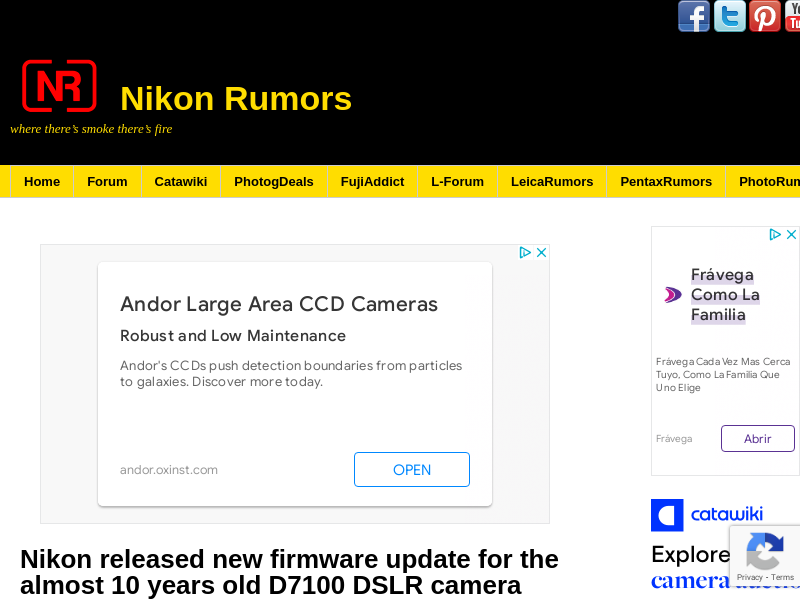 You
Tu
NR
Nikon Rumors
where there's smoke there's fire
Home Forum Catawiki PhotogDeals FujiAddict L-Forum LeicaRumors PentaxRumors PhotoRum
Andor Large Area CCD Cameras
Robust and Low Maintenance
Andor's CCDs push detection boundaries from particles
to galaxies. Discover more today.
andor.oxinst.com
OPEN
Frávega
Como La
Familia
Frávega Cada Vez Mas Cerca
Tuyo, Como La Familia Que
Uno Elige
Frávega
Abrir
catawiki
Explore
camera auctio
Privacy - Terms
Nikon released new firmware update for the
almost 10 years old D7100 DSLR camera